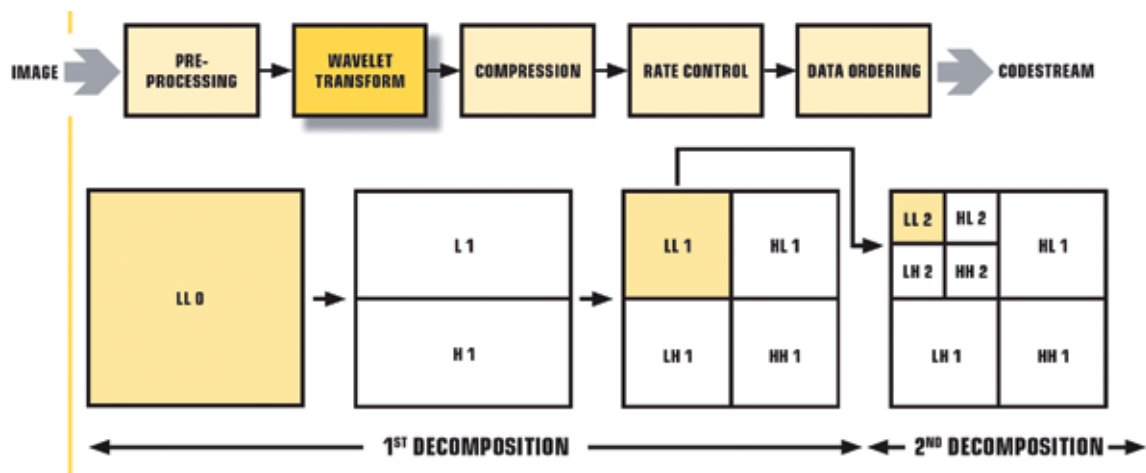 IMAGE
PRE-
PROCESSING
WAVELET
TRANSFORM
COMPRESSION
RATE CONTROL
DATA ORDERING
CODESTREAM
LL 0
L 1
H 1
LL 1
HL 1
LH 1
HH 1
LL 2
HL 2
LH 2
HH 2
HL 1
LH 1
HH 1
1ST DECOMPOSITION
2ND DECOMPOSITION